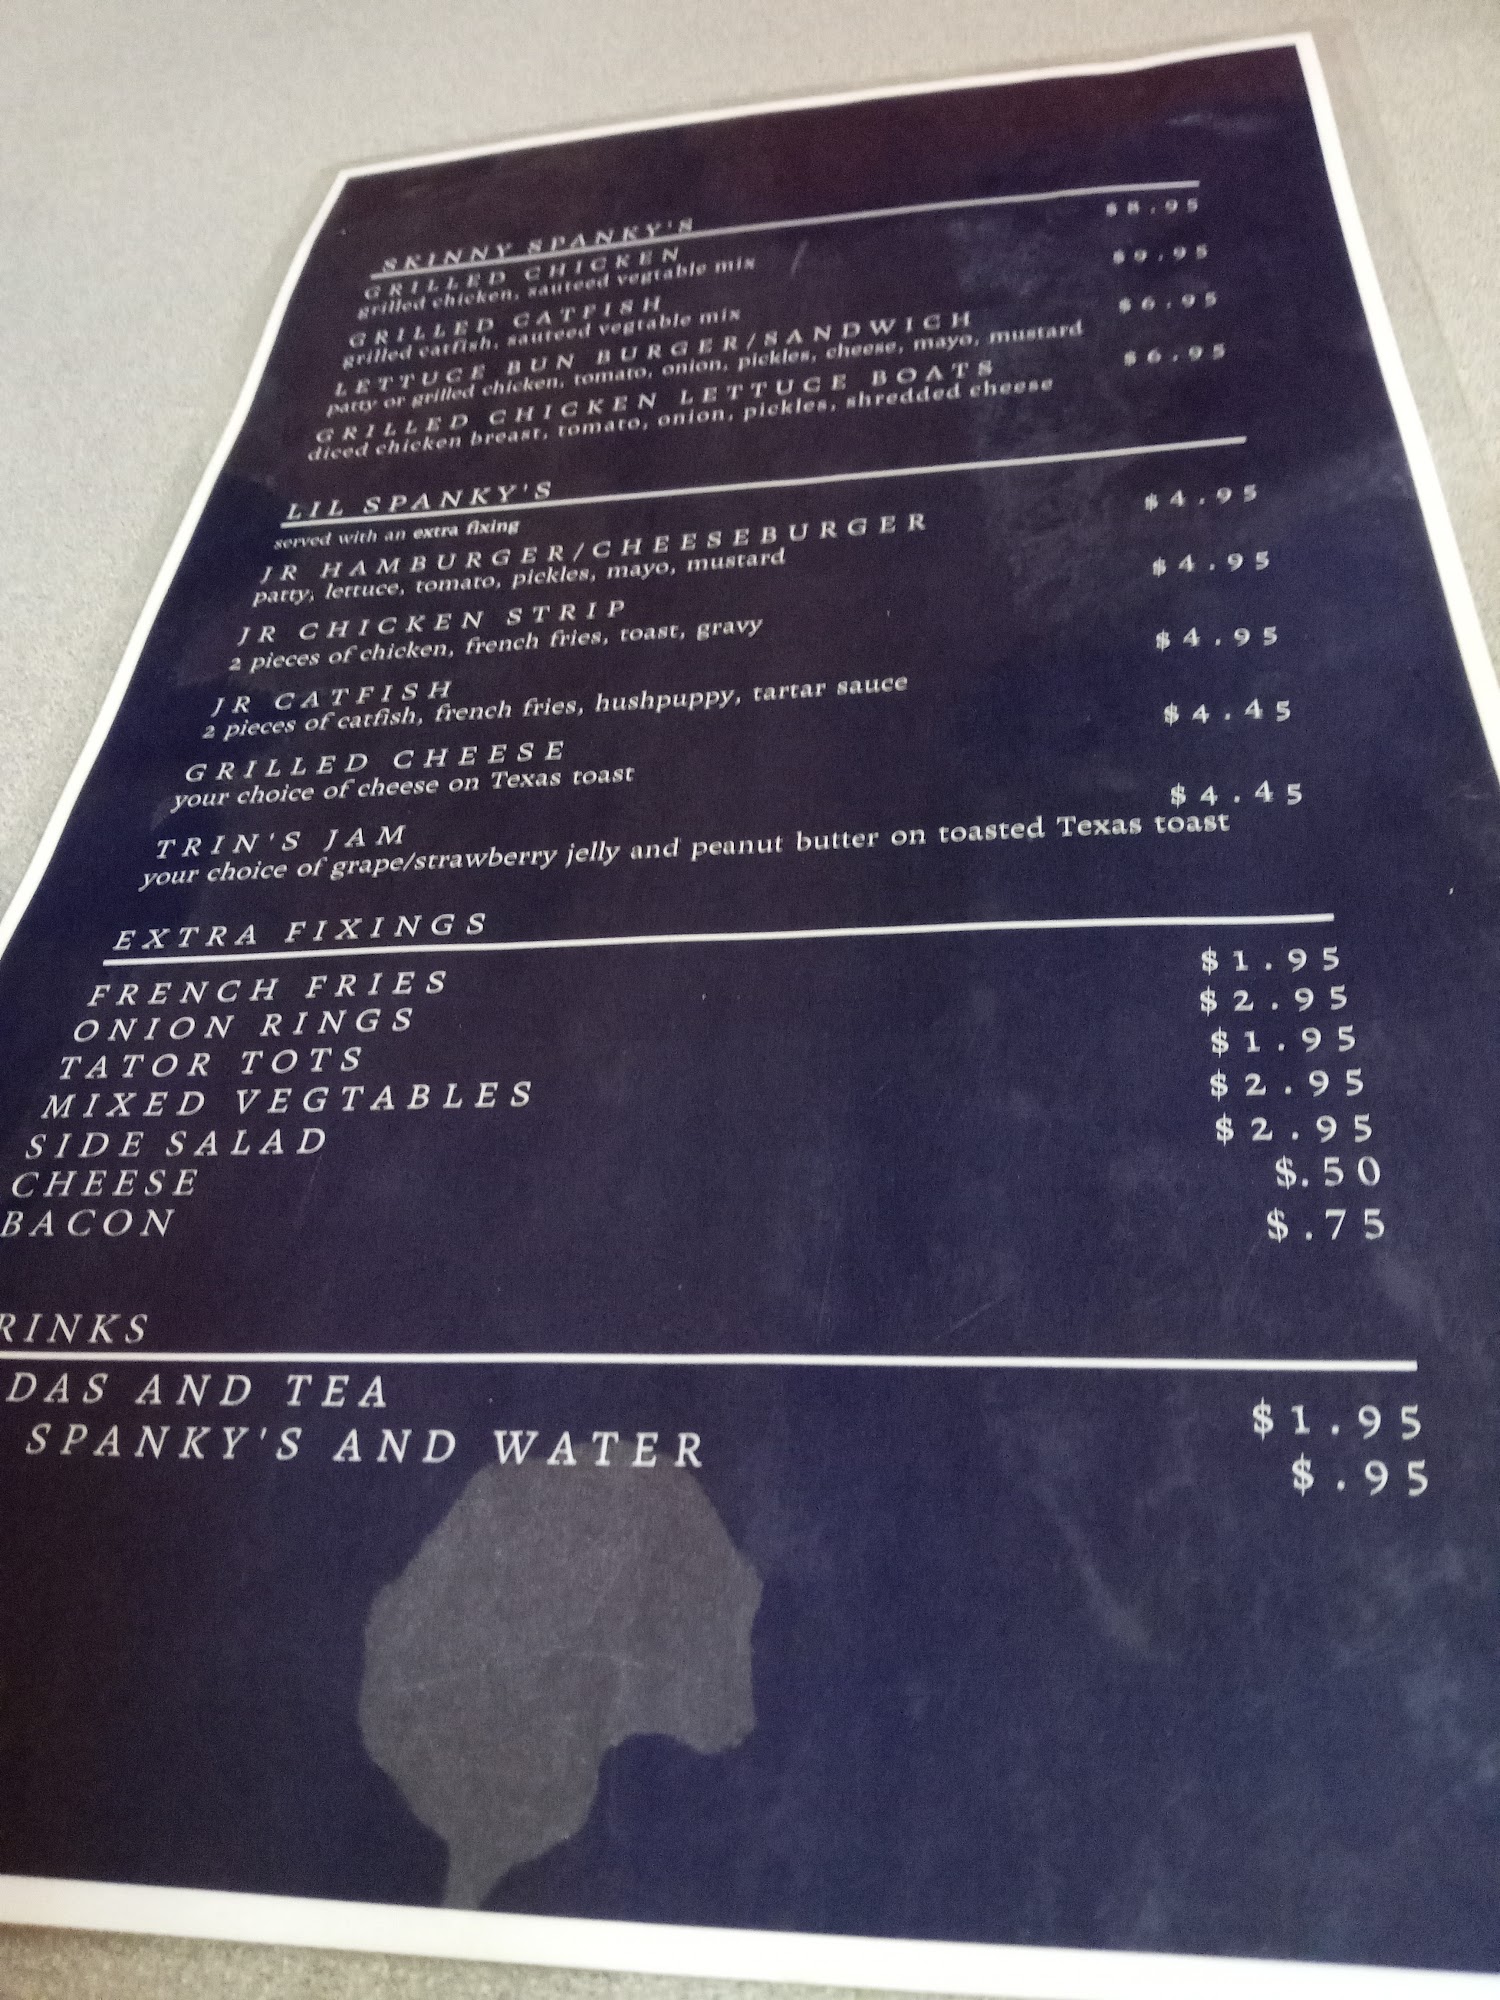 SKINNY SPANKY'S
GRILLED CHICKEN $8.95
grilled chicken, sauteed vegtable mix
GRILLED CATFISH $9.95
grilled catfish, sauteed vegtable mix
LETTUCE BUN BURGER/SANDWICH $6.95
patty or grilled chicken, tomato, onion, pickles, cheese, mayo, mustard
GRILLED CHICKEN LETTUCE BOATS $6.95
diced chicken breast, tomato, onion, pickles, shredded cheese
LIL SPANKY'S
served with an extra fixing
JR HAMBURGER/CHEESEBURGER $4.95
patty, lettuce, tomato, pickles, mayo, mustard
JR CHICKEN STRIP $4.95
2 pieces of chicken, french fries, toast, gravy
JR CATFISH $4.95
2 pieces of catfish, french fries, hushpuppy, tartar sauce
GRILLED CHEESE $4.45
your choice of cheese on Texas toast
TRIN'S JAM $4.45
your choice of grape/strawberry jelly and peanut butter on toasted Texas toast
EXTRA FIXINGS
FRENCH FRIES $1.95
ONION RINGS $2.95
TATOR TOTS $1.95
MIXED VEGTABLES $2.95
SIDE SALAD $2.95
CHEESE $.50
BACON $.75
RINKS
DAS AND TEA $1.95
SPANKY'S AND WATER $.95